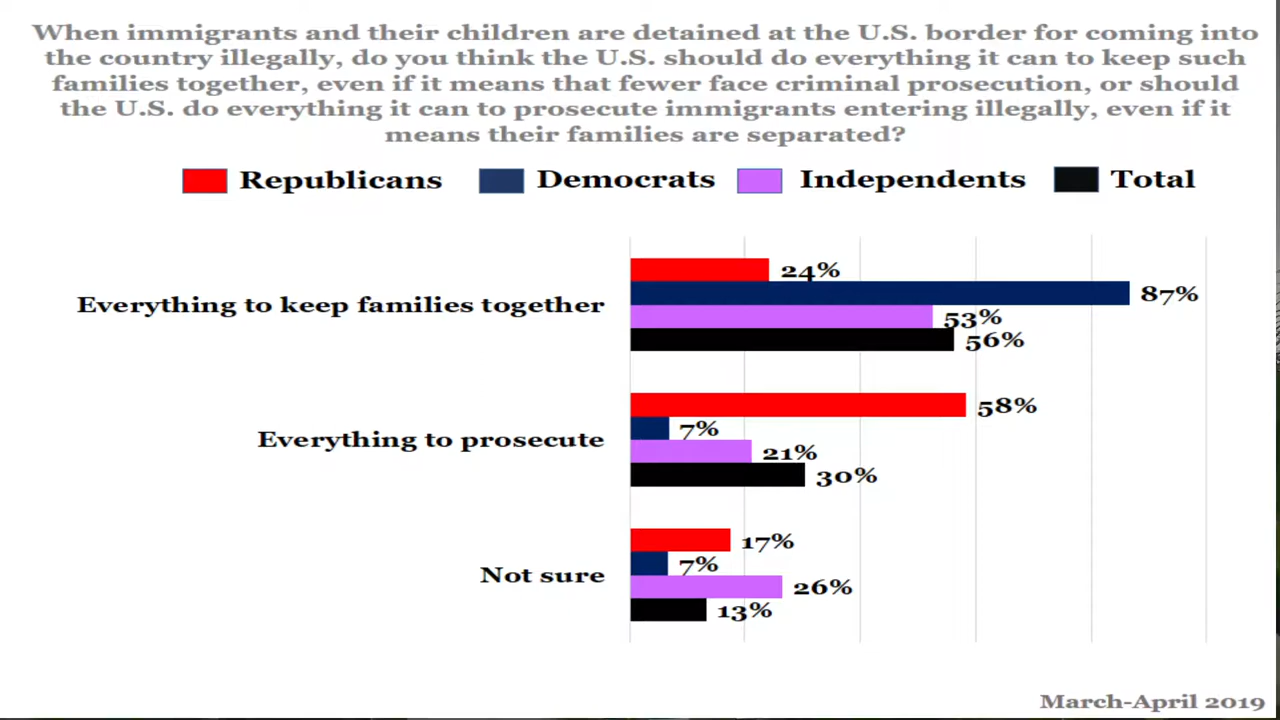 When immigrants and their children are detained at the U.S. border for coming into
the country illegally, do you think the U.S. should do everything it can to keep such
families together, even if it means that fewer face criminal prosecution, or should
the U.S. do everything it can to prosecute immigrants entering illegally, even if it
means their families are separated?
Republicans Democrats Independents Total
24%
87%
Everything to keep families together
53%
56%
58%
7%
Everything to prosecute
21%
30%
17%
7%
Not sure
26%
13%
March-April 2019